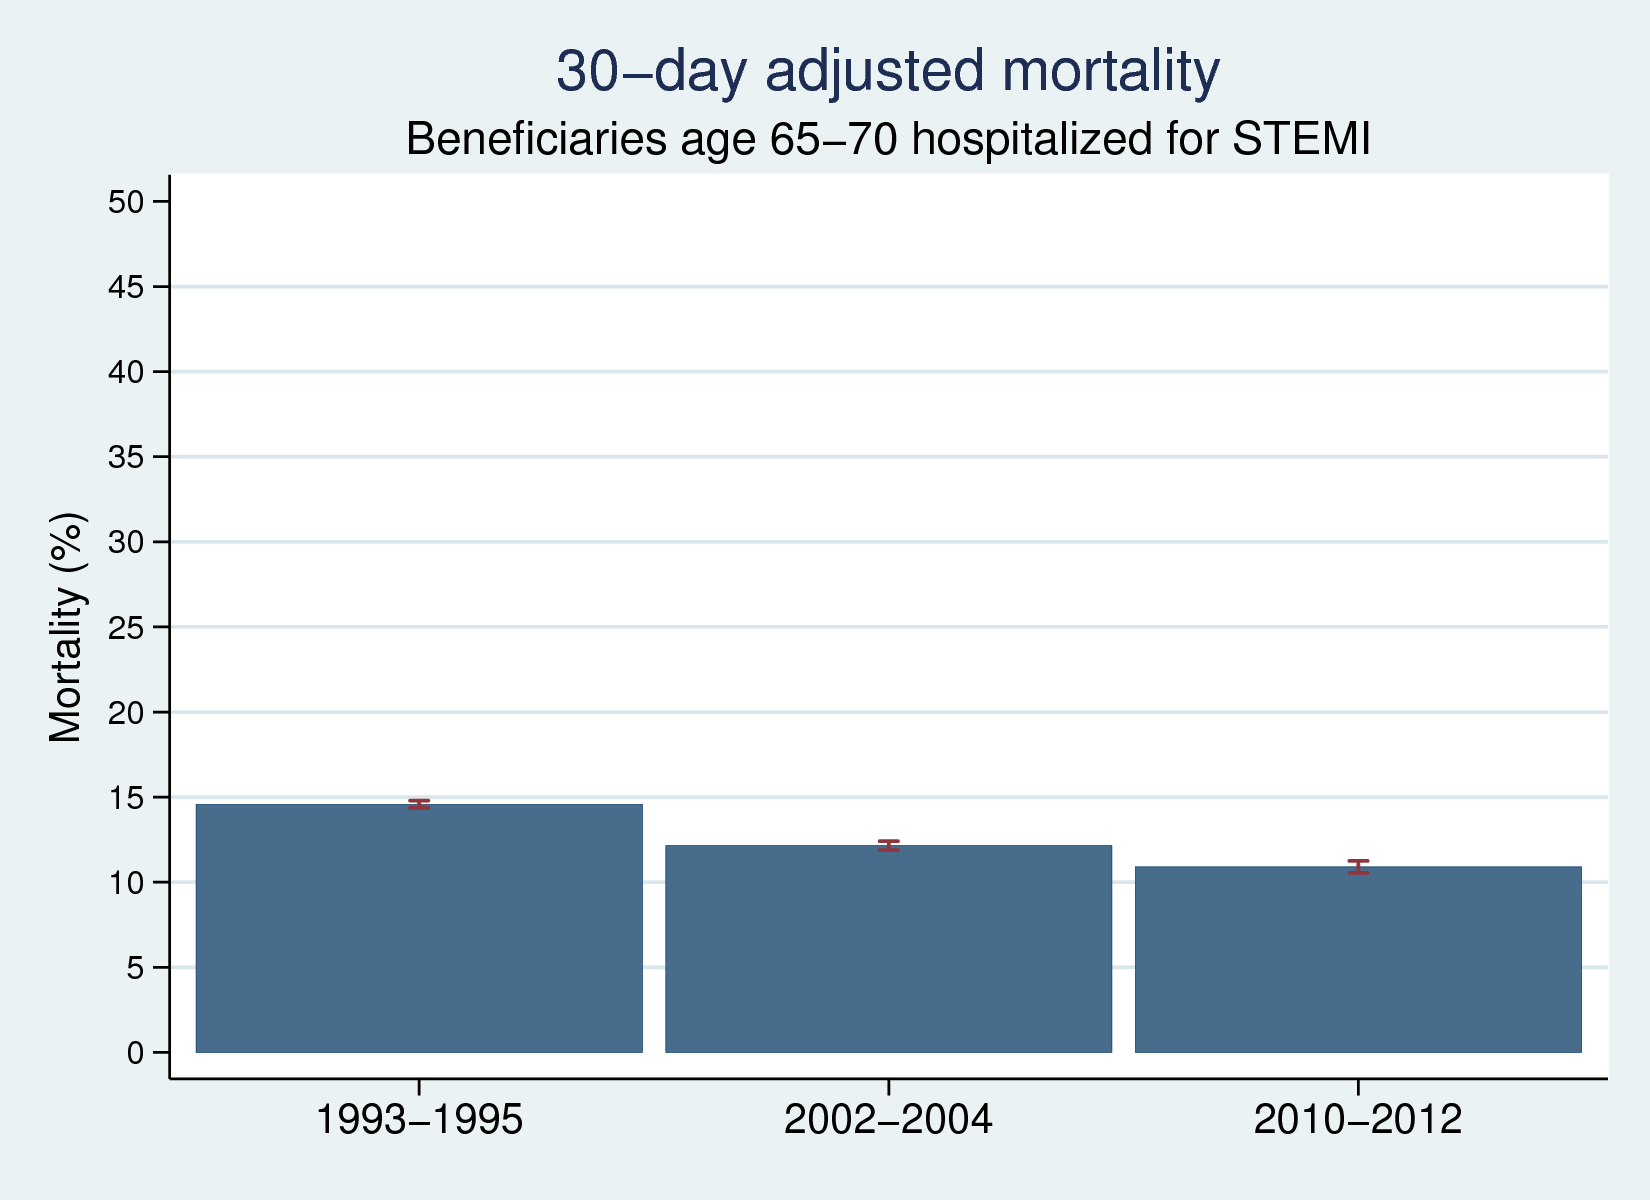 30–day adjusted mortality
Beneficiaries age 65–70 hospitalized for STEMI
Mortality (%)
50
45
40
35
30
25
20
15
10
5
0
1993–1995 2002–2004 2010–2012